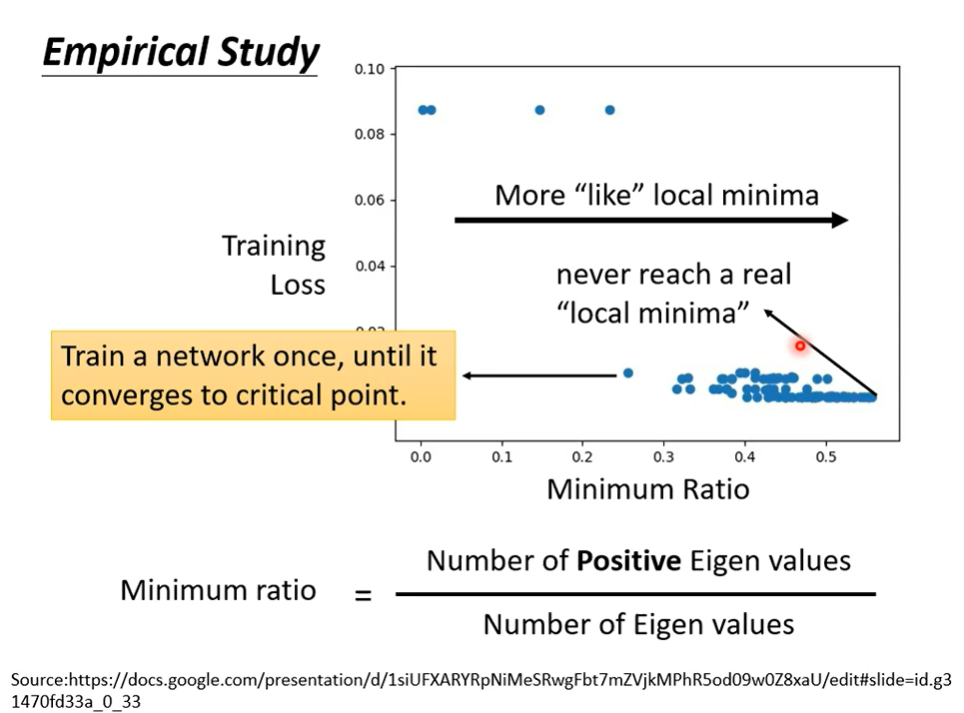 Empirical Study
0.10
0.08
0.06
0.04
More “like” local minima
Training
Loss
never reach a real
“local minima”
Train a network once, until it
converges to critical point.
0.0 0.1 0.2 0.3 0.4 0.5
Minimum Ratio
Minimum ratio = Number of Positive Eigen values
Number of Eigen values
Source:https://docs.google.com/presentation/d/1siUFXARYRpNiMeSRwgFbt7mZVjkMPhR5od09w0Z8xaU/edit#slide=id.g3
1470fd33a_0_33